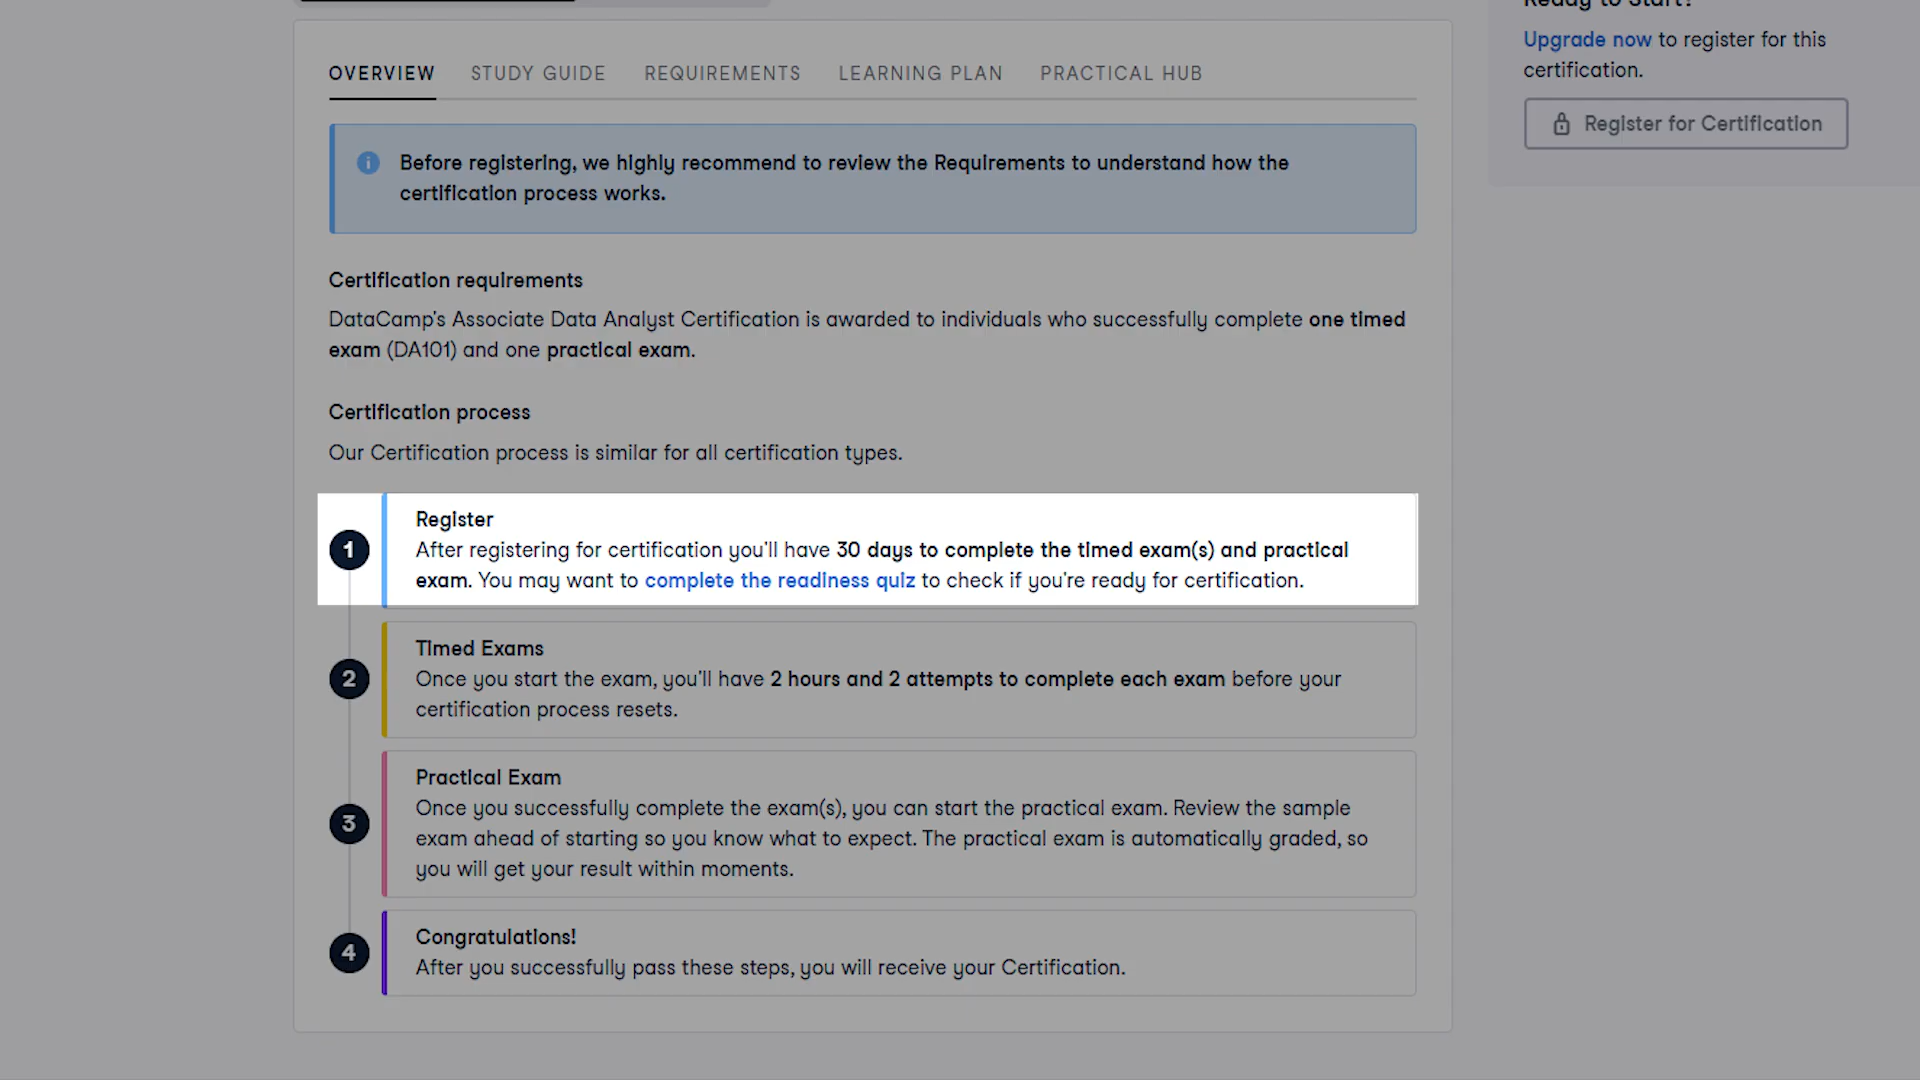 Ready to Start?
Upgrade now to register for this
certification.
Register for Certification
OVERVIEW STUDY GUIDE REQUIREMENTS LEARNING PLAN PRACTICAL HUB
Before registering, we highly recommend to review the Requirements to understand how the
certification process works.
Certification requirements
DataCamp's Associate Data Analyst Certification is awarded to individuals who successfully complete one timed
exam (DA101) and one practical exam.
Certification process
Our Certification process is similar for all certification types.
1
Register
After registering for certification you'll have 30 days to complete the timed exam(s) and practical
exam. You may want to complete the readiness quiz to check if you're ready for certification.
2
Timed Exams
Once you start the exam, you'll have 2 hours and 2 attempts to complete each exam before your
certification process resets.
3
Practical Exam
Once you successfully complete the exam(s), you can start the practical exam. Review the sample
exam ahead of starting so you know what to expect. The practical exam is automatically graded, so
you will get your result within moments.
4
Congratulations!
After you successfully pass these steps, you will receive your Certification.